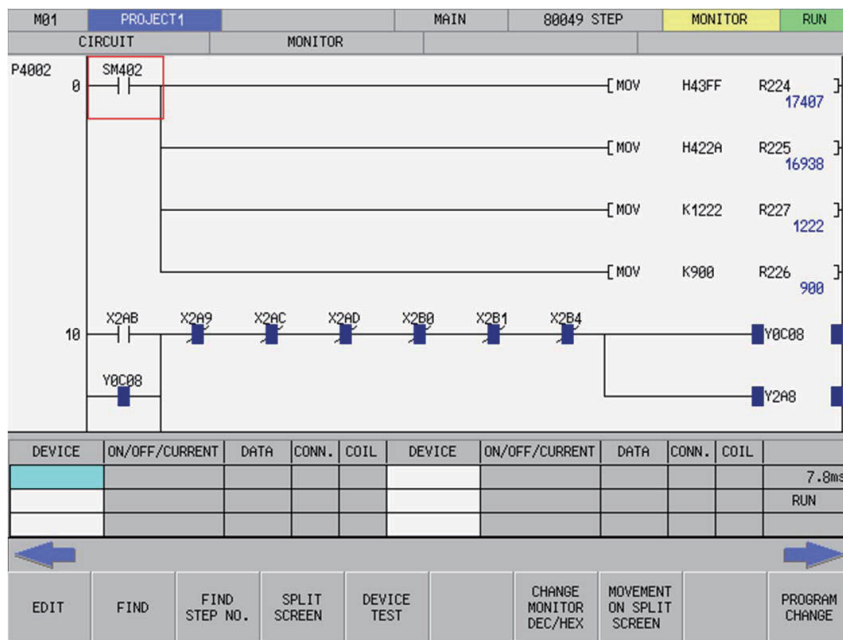 M01 PROJECT1 MAIN 80049 STEP MONITOR RUN
CIRCUIT MONITOR
P4002 SM402
0 [ MOV H43FF R224 ]
17407
[ MOV H422A R225 ]
16938
[ MOV K1222 R227 ]
1222
[ MOV K900 R226 ]
900
X2AB X2A9 X2AC X2AD X2B0 X2B1 X2B4
10 Y0C08
Y0C08 Y2A8
DEVICE ON/OFF/CURRENT DATA CONN. COIL DEVICE ON/OFF/CURRENT DATA CONN. COIL
7.8ms
RUN
EDIT FIND FIND STEP NO. SPLIT SCREEN DEVICE TEST CHANGE MONITOR DEC/HEX MOVEMENT ON SPLIT SCREEN PROGRAM CHANGE